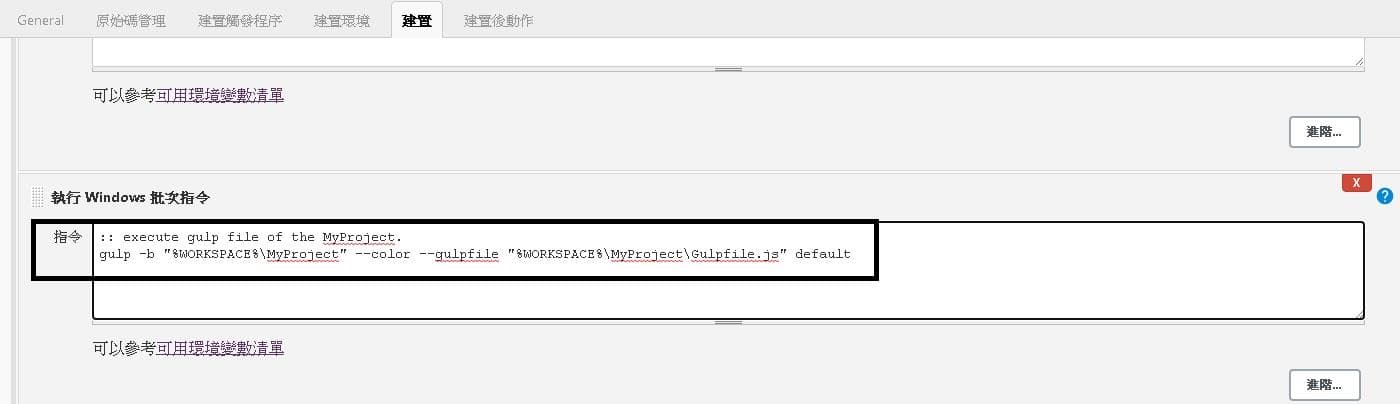 General 原始碼管理 建置觸發程序 建置環境 建置 建置後動作
可以參考可用環境變數清單
進階...
執行 Windows 批次指令
X
?
指令
:: execute gulp file of the MyProject.
gulp -b "%WORKSPACE%\MyProject" --color --gulpfile "%WORKSPACE%\MyProject\Gulpfile.js" default
可以參考可用環境變數清單
進階...